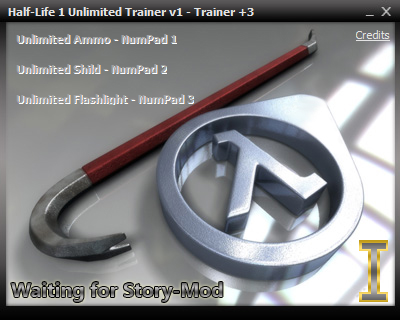 Half-Life 1 Unlimited Trainer v1 - Trainer +3
Credits
Unlimited Ammo - NumPad 1
Unlimited Shild - NumPad 2
Unlimited Flashlight - NumPad 3
Waiting for Story-Mod
I